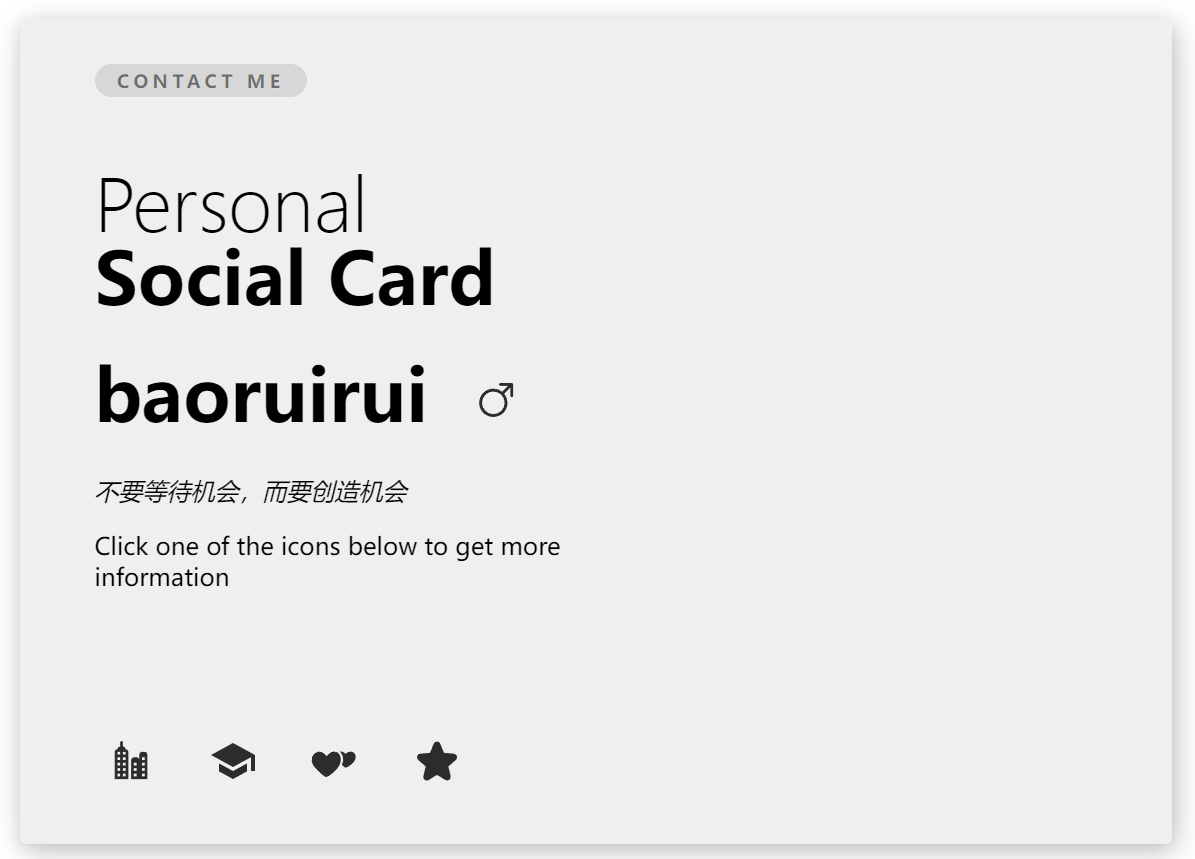 CONTACT ME
Personal
Social Card
baoruirui
不要等待机会，而要创造机会
Click one of the icons below to get more
information